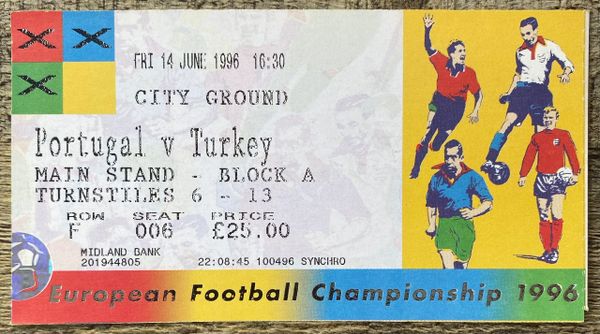 FRI 14 JUNE 1996 16:30
CITY GROUND
Portugal v Turkey
MAIN STAND - BLOCK A
TURNSTILES 6 - 13
ROW SEAT PRICE
F 006 £25.00
MIDLAND BANK
201944805 22:08:45 100496 SYNCHRO
European Football Championship 1996